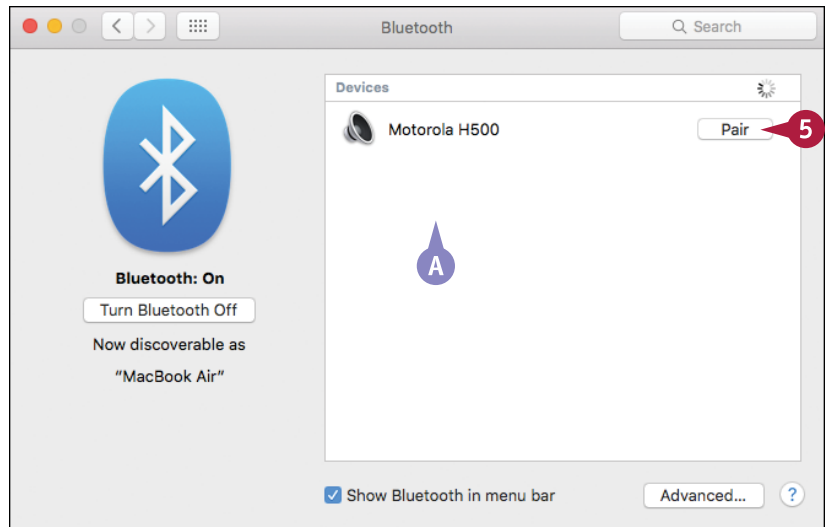 Bluetooth
Search
Devices
Motorola H500
Pair
5
A
Bluetooth: On
Turn Bluetooth Off
Now discoverable as
“MacBook Air”
Show Bluetooth in menu bar
Advanced...
?